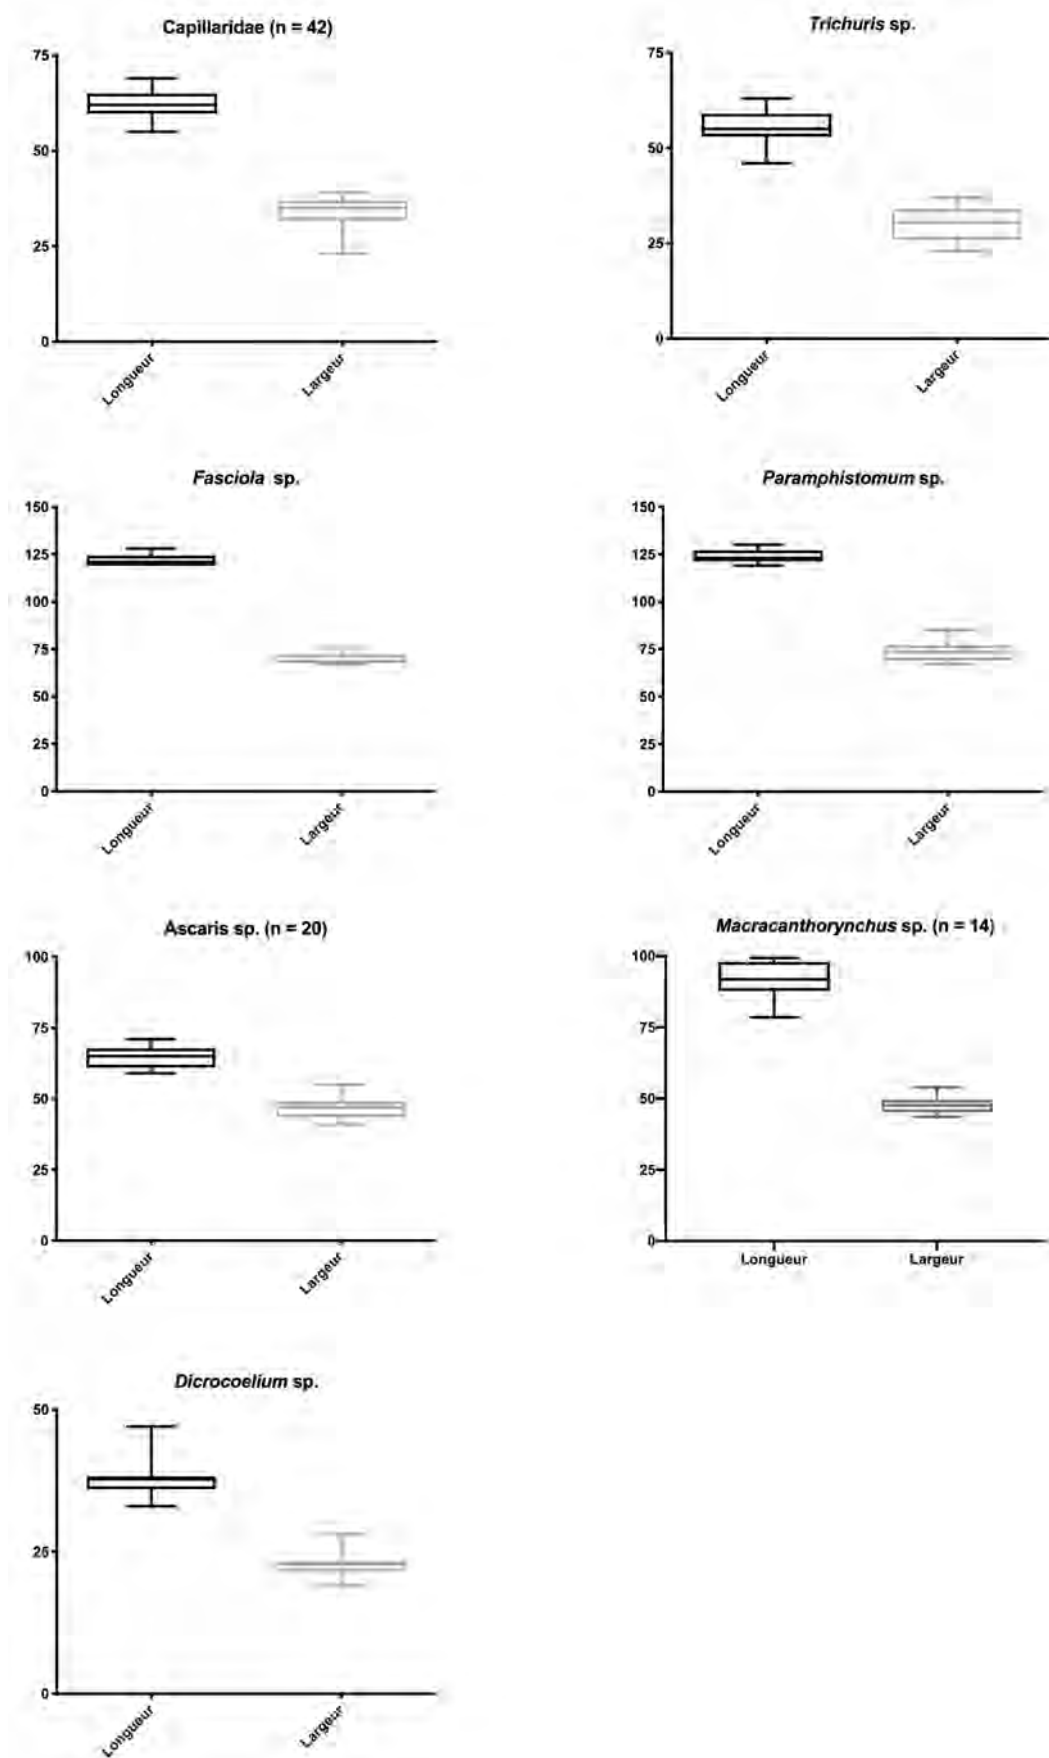 Capillaridae (n = 42)
75
50
25
0
Longueur
Largeur
Trichuris sp.
75
50
25
0
Longueur
Largeur
Fasciola sp.
150
125
100
75
50
25
0
Longueur
Largeur
Paramphistomum sp.
150
125
100
75
50
25
0
Longueur
Largeur
Ascaris sp. (n = 20)
100
75
50
25
0
Longueur
Largeur
Macracanthorynchus sp. (n = 14)
100
75
50
25
0
Longueur
Largeur
Dicrocoelium sp.
50
25
0
Longueur
Largeur